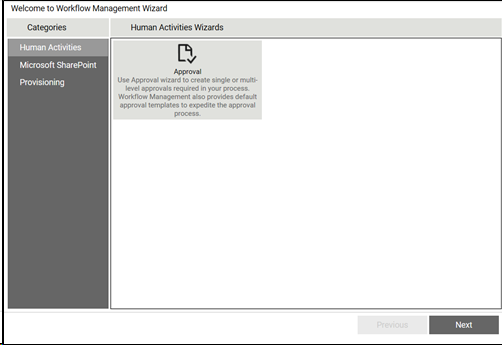 Welcome to Workflow Management Wizard
Categories
Human Activities Wizards
Human Activities
Microsoft SharePoint
Provisioning
Approval
Use Approval wizard to create single or multi-
level approvals required in your process.
Workflow Management also provides default
approval templates to expedite the approval
process.
Previous
Next